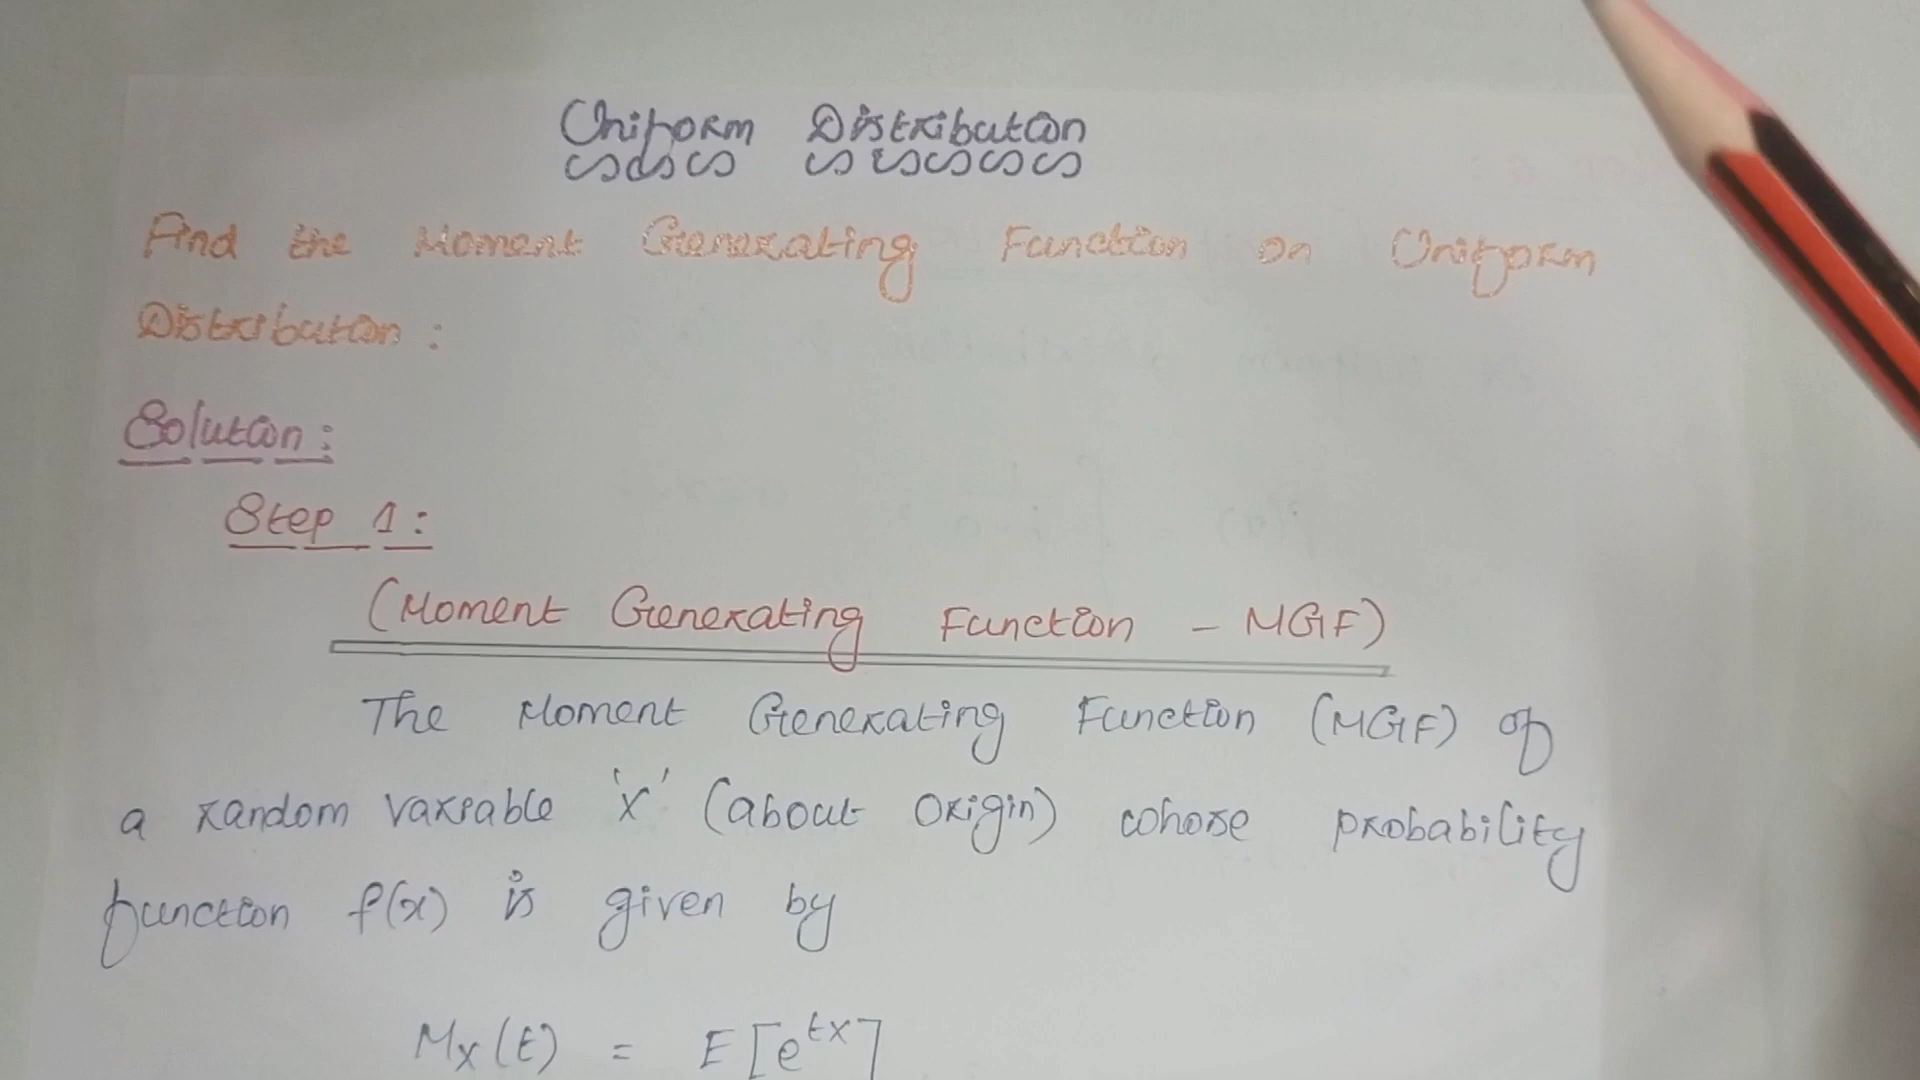 Uniform Distribution
Find the Moment Generating Function on Uniform
Distribution :
Solution :
Step 1 :
(Moment Generating Function - MGF)
The Moment Generating Function (MGF) of
a random variable 'X' (about origin) whose probability
function f(x) is given by
Mx(t) = E[e^tx]